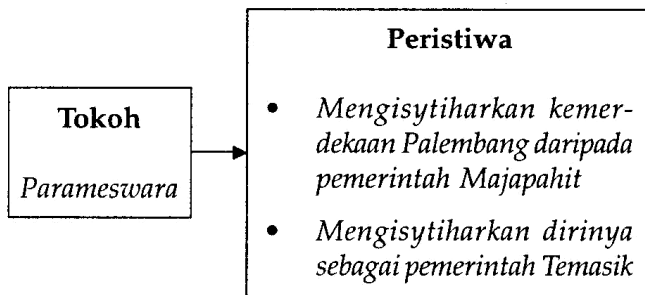 Tokoh
Parameswara
Peristiwa
• Mengisytiharkan kemer-
dekaan Palembang daripada
pemerintah Majapahit
• Mengisytiharkan dirinya
sebagai pemerintah Temasik